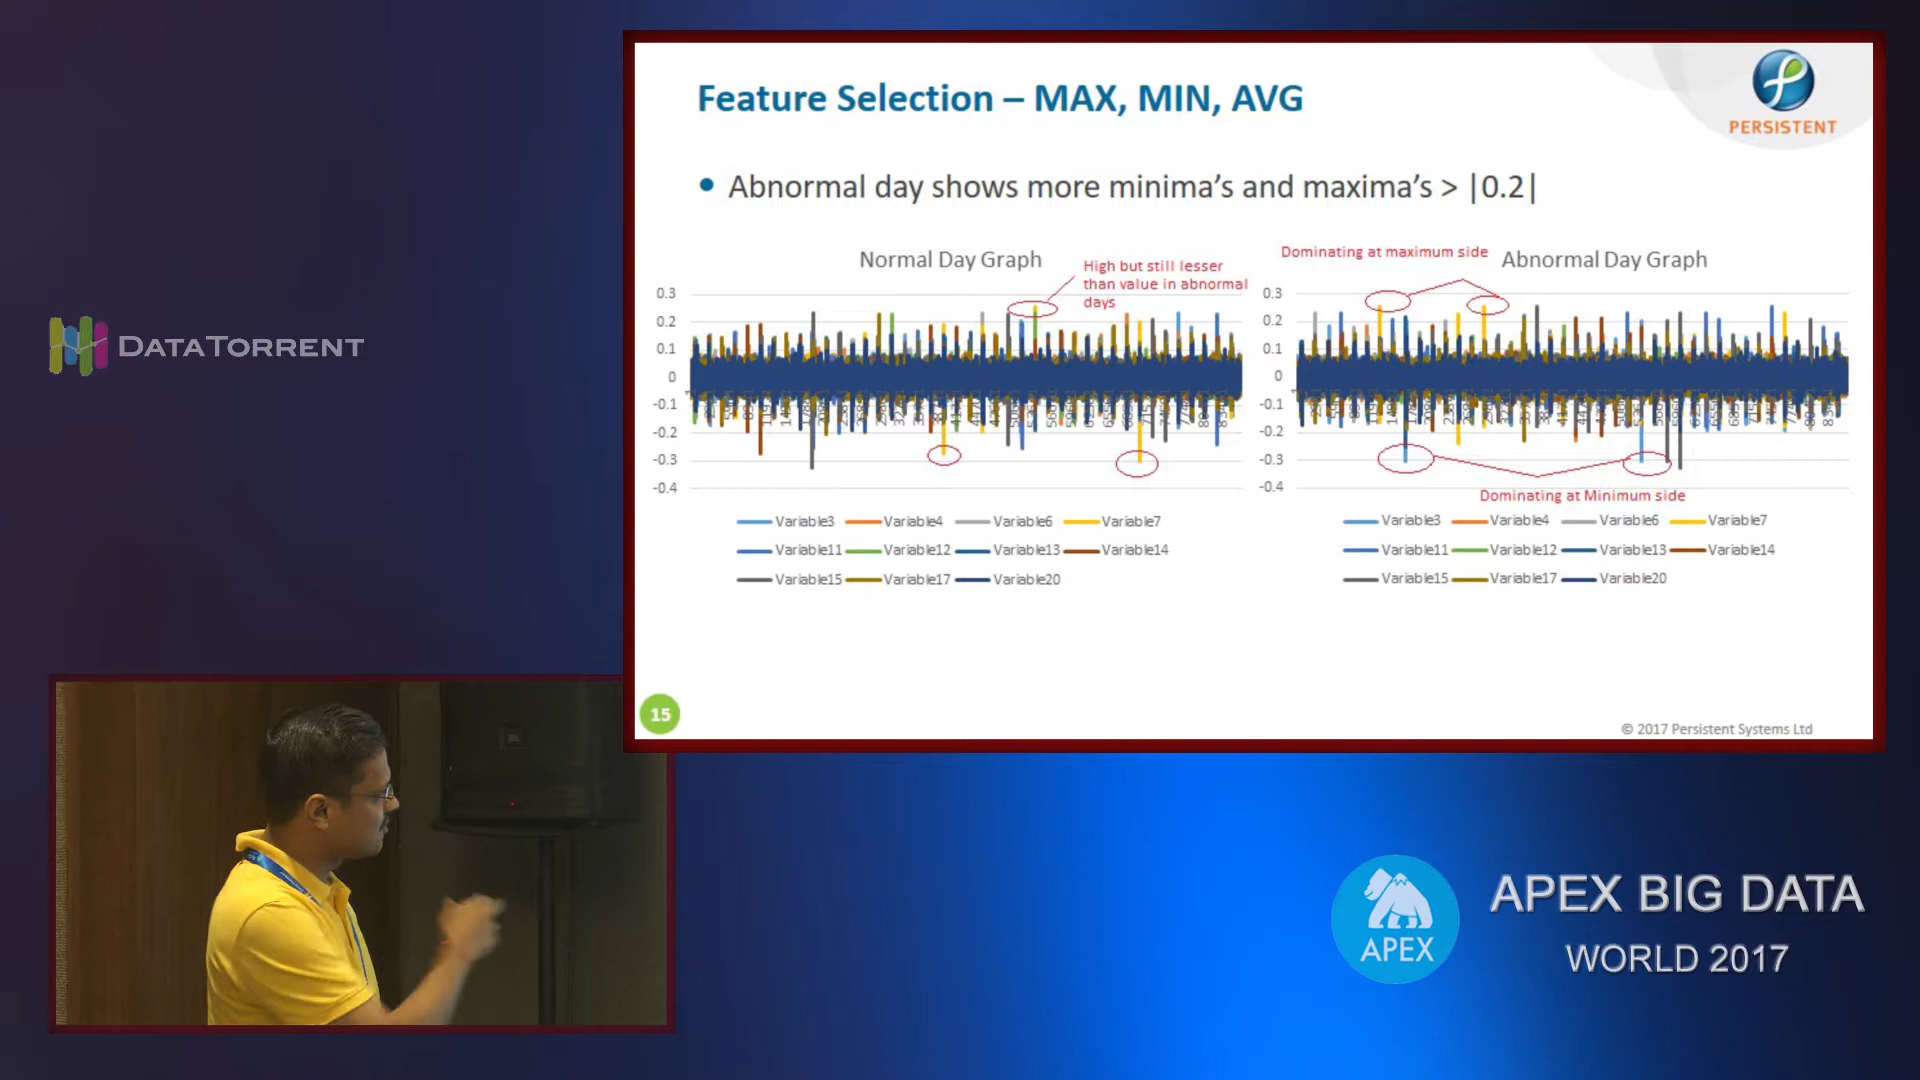 Feature Selection – MAX, MIN, AVG
PERSISTENT
• Abnormal day shows more minima's and maxima's > |0.2|
Normal Day Graph
High but still lesser
than value in abnormal
days
0.3
0.2
0.1
0
-0.1
-0.2
-0.3
-0.4
Variable3 Variable4 Variable6 Variable7
Variable11 Variable12 Variable13 Variable14
Variable15 Variable17 Variable20
Dominating at maximum side
Abnormal Day Graph
0.3
0.2
0.1
0
-0.1
-0.2
-0.3
-0.4
Dominating at Minimum side
Variable3 Variable4 Variable6 Variable7
Variable11 Variable12 Variable13 Variable14
Variable15 Variable17 Variable20
15
© 2017 Persistent Systems Ltd
DATATORRENT
APEX
APEX BIG DATA
WORLD 2017